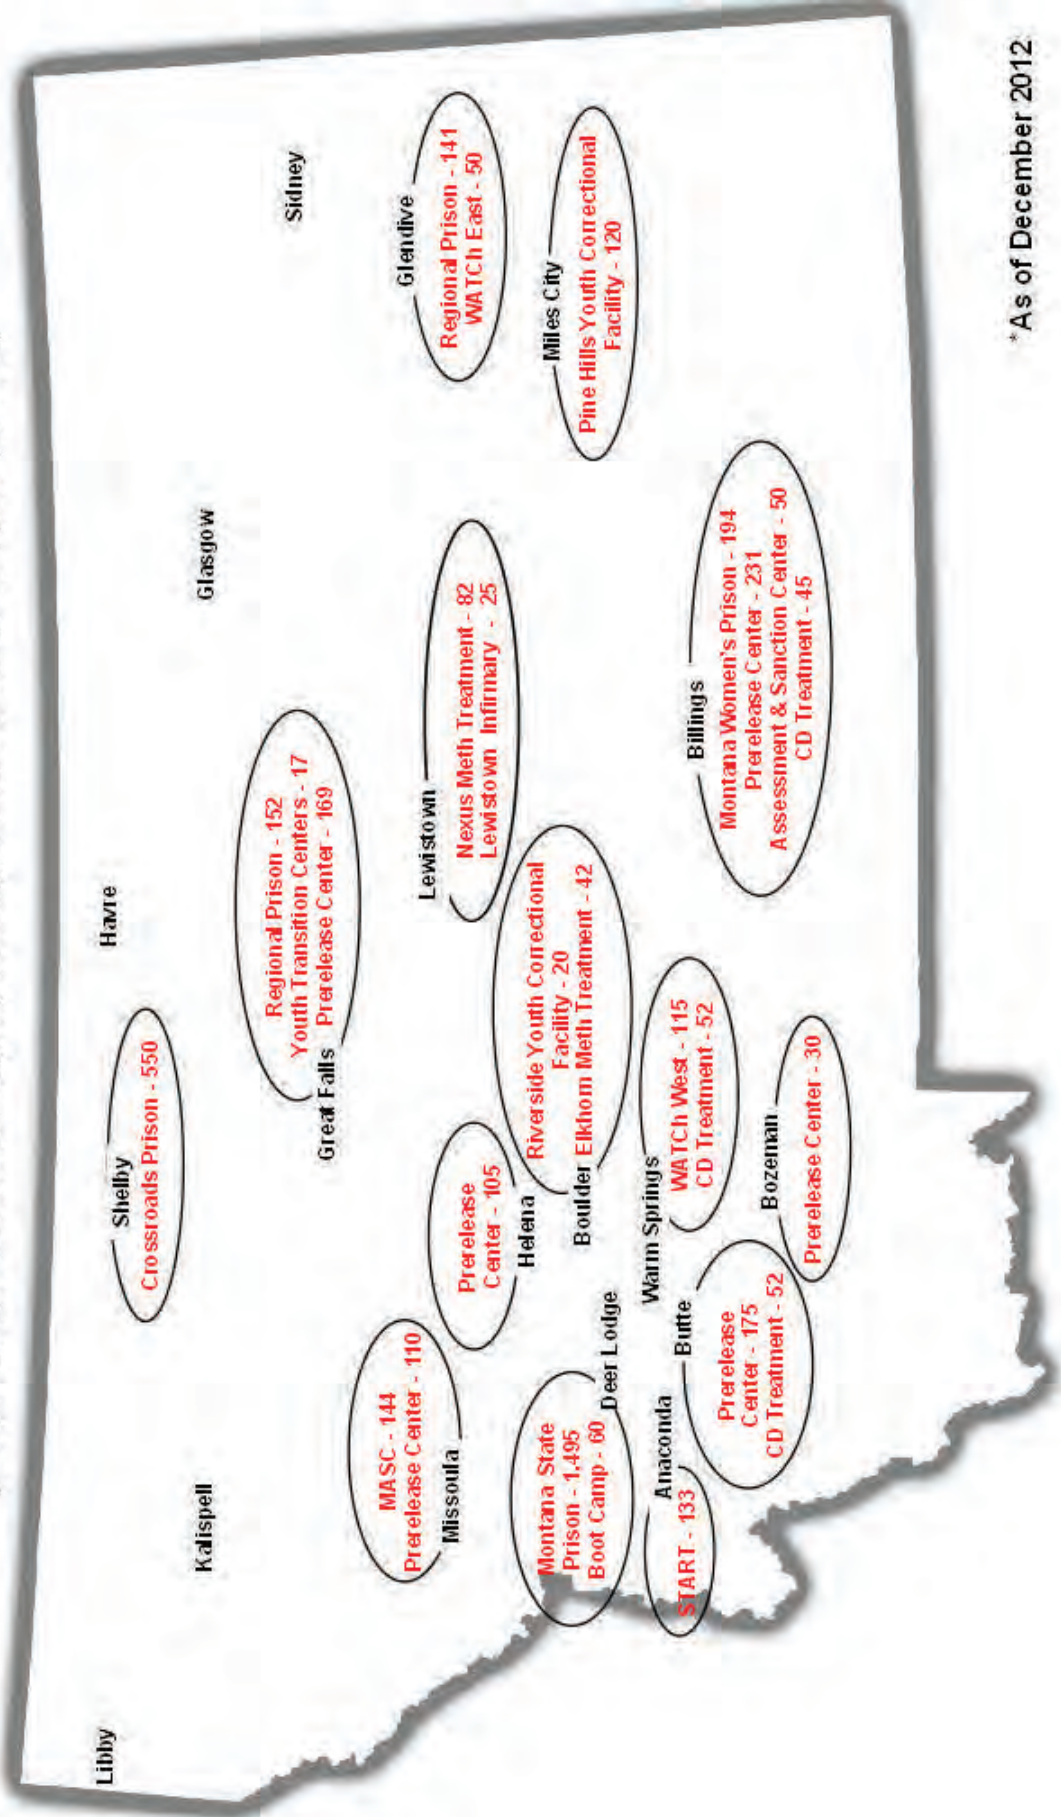 Libby
Kalispell
Shelby
Crossroads Prison - 550
Havre
Glasgow
Sidney
Great Falls
Regional Prison - 152
Youth Transition Centers - 17
Prerelease Center - 169
Glendive
Regional Prison - 141
WATCh East - 50
Missoula
MASC - 144
Prerelease Center - 110
Helena
Prerelease
Center - 105
Lewistown
Nexus Meth Treatment - 82
Lewistown Infirmary - 25
Miles City
Pine Hills Youth Correctional
Facility - 120
Deer Lodge
Montana State
Prison - 1,495
Boot Camp - 60
Boulder
Riverside Youth Correctional
Facility - 20
Elkhorn Meth Treatment - 42
Anaconda
START - 133
Warm Springs
WATCh West - 115
CD Treatment - 52
Butte
Prerelease
Center - 175
CD Treatment - 52
Bozeman
Prerelease Center - 30
Billings
Montana Women's Prison - 194
Prerelease Center - 231
Assessment & Sanction Center - 50
CD Treatment - 45
*As of December 2012